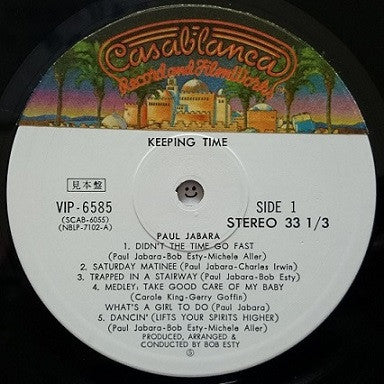 Casablanca
Record and FilmWorks
KEEPING TIME
見本盤
VIP-6585
(SCAB-6055)
(NBLP-7102-A)
SIDE 1
STEREO 33 1/3
PAUL JABARA
1. DIDN'T THE TIME GO FAST
(Paul Jabara-Bob Esty-Michele Aller)
2. SATURDAY MATINEE (Paul Jabara-Charles Irwin)
3. TRAPPED IN A STAIRWAY (Paul Jabara-Bob Esty)
4. MEDLEY: TAKE GOOD CARE OF MY BABY
(Carole King-Gerry Goffin)
WHAT'S A GIRL TO DO (Paul Jabara)
5. DANCIN' (LIFTS YOUR SPIRITS HIGHER)
(Paul Jabara-Bob Esty-Michele Aller)
PRODUCED, ARRANGED &
CONDUCTED BY BOB ESTY